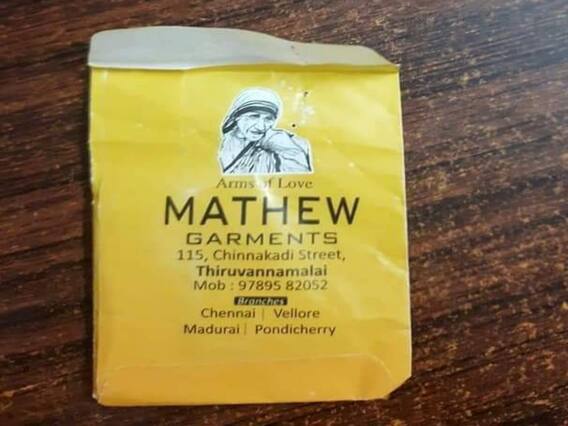 Arms of Love
MATHEW
GARMENTS
115, Chinnakadi Street,
Thiruvannamalai
Mob : 97895 82052
Branches
Chennai | Vellore
Madurai | Pondicherry